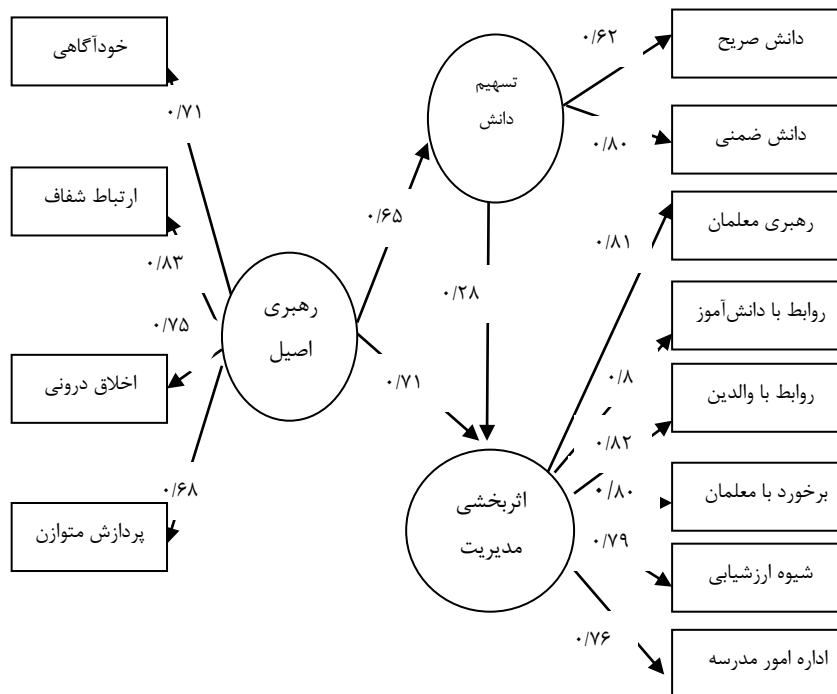 خودآگاهی
۰/۷۱
ارتباط شفاف
۰/۸۳
۰/۷۵
اخلاق درونی
۰/۶۸
پردازش متوازن
رهبری
اصیل
۰/۶۵
۰/۷۱
تسهیم
دانش
۰/۲۸
اثربخشی
مدیریت
۰/۶۲
دانش صریح
۰/۸۰
دانش ضمنی
۰/۸۱
رهبری معلمان
۰/۸
روابط با دانش‌آموز
۰/۸۲
روابط با والدین
۰/۸۰
برخورد با معلمان
۰/۷۹
شیوه ارزشیابی
۰/۷۶
اداره امور مدرسه